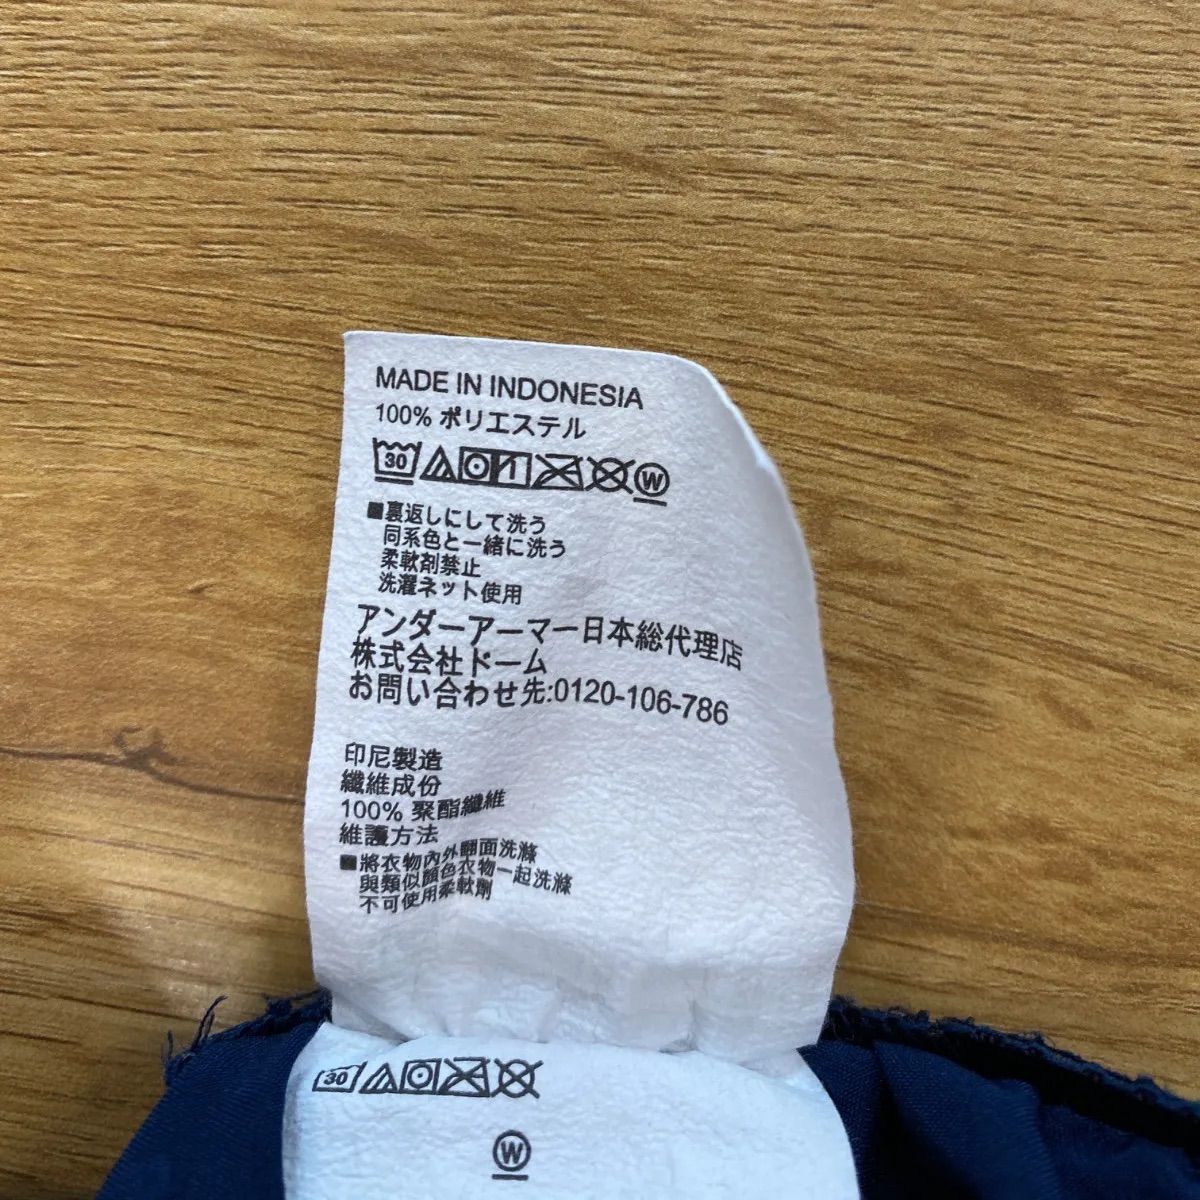 MADE IN INDONESIA
100% ポリエステル
30 W
■裏返しにして洗う
同系色と一緒に洗う
柔軟剤禁止
洗濯ネット使用
アンダーアーマー日本総代理店
株式会社ドーム
お問い合わせ先:0120-106-786
印尼製造
纖維成份
100% 聚酯纖維
維護方法
■將衣物內外翻面洗滌
與類似顏色衣物一起洗滌
不可使用柔軟劑
30
W